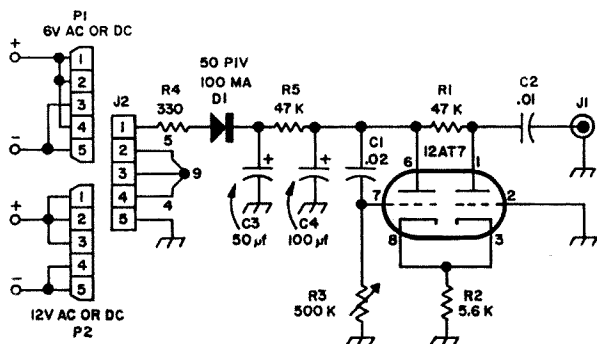 P1
6V AC OR DC
+
1
2
3
4
5
–
+
1
2
3
4
5
–
12V AC OR DC
P2
J2
1
2
3
4
5
R4
330
5
9
4
50 PIV
100 MA
D1
R5
47 K
+
C3
50 µf
+
C4
100 µf
C1
.02
R1
47 K
C2
.01
J1
12AT7
6
1
7
2
8
3
R3
500 K
R2
5.6 K